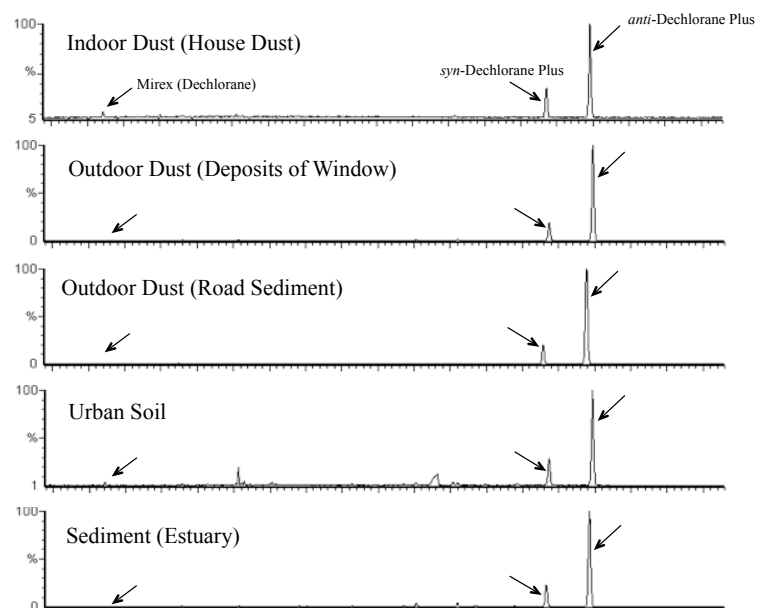 100
anti-Dechlorane Plus
Indoor Dust (House Dust)
%
Mirex (Dechlorane)
syn-Dechlorane Plus
5
100
Outdoor Dust (Deposits of Window)
%
0
100
Outdoor Dust (Road Sediment)
%
0
100
Urban Soil
%
1
100
Sediment (Estuary)
%
0